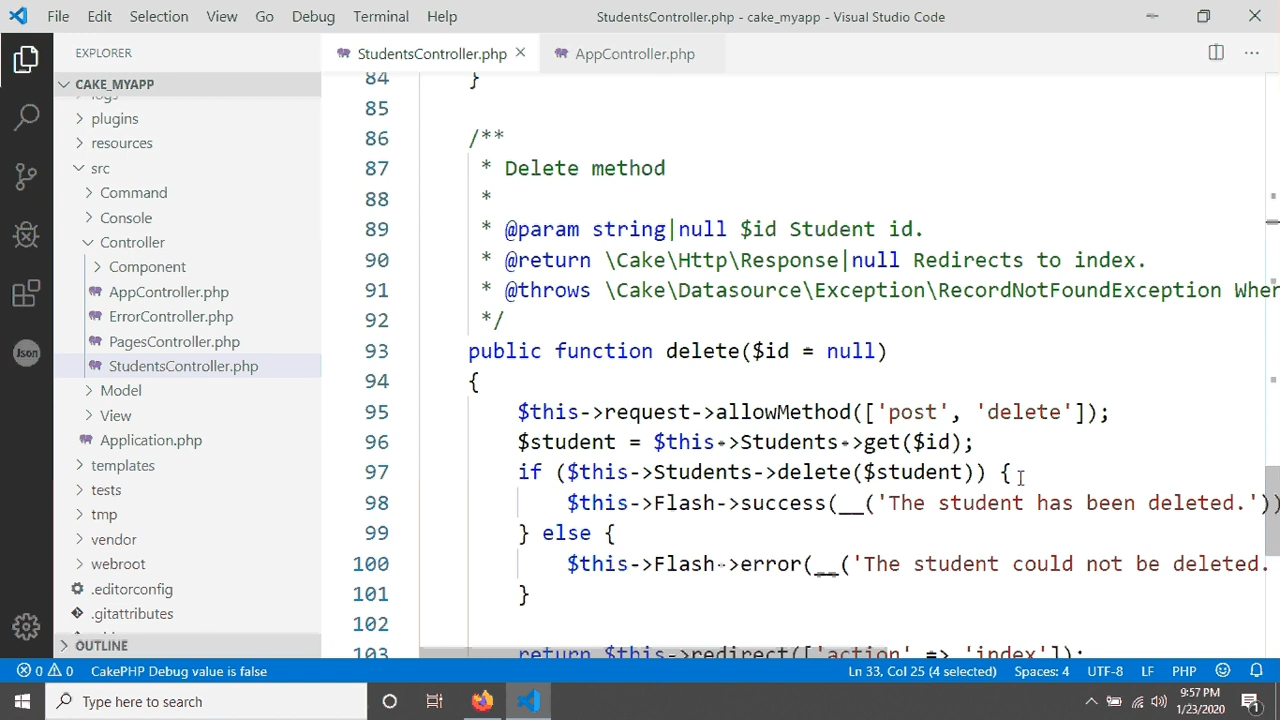 File Edit Selection View Go Debug Terminal Help StudentsController.php - cake_myapp - Visual Studio Code
EXPLORER
StudentsController.php
AppController.php
CAKE_MYAPP
logs
plugins
resources
src
Command
Console
Controller
Component
AppController.php
ErrorController.php
PagesController.php
StudentsController.php
Model
View
Application.php
templates
tests
tmp
vendor
webroot
.editorconfig
.gitattributes
OUTLINE
Json
84 }
85
86 /**
87 * Delete method
88 *
89 * @param string|null $id Student id.
90 * @return \Cake\Http\Response|null Redirects to index.
91 * @throws \Cake\Datasource\Exception\RecordNotFoundException Wher
92 */
93 public function delete($id = null)
94 {
95 $this->request->allowMethod(['post', 'delete']);
96 $student = $this->Students->get($id);
97 if ($this->Students->delete($student)) {
98 $this->Flash->success(__('The student has been deleted.'))
99 } else {
100 $this->Flash->error(__('The student could not be deleted.
101 }
102
103 return $this->redirect(['action' => 'index']);
0 0 CakePHP Debug value is false Ln 33, Col 25 (4 selected) Spaces: 4 UTF-8 LF PHP
Type here to search
9:57 PM
1/23/2020
1